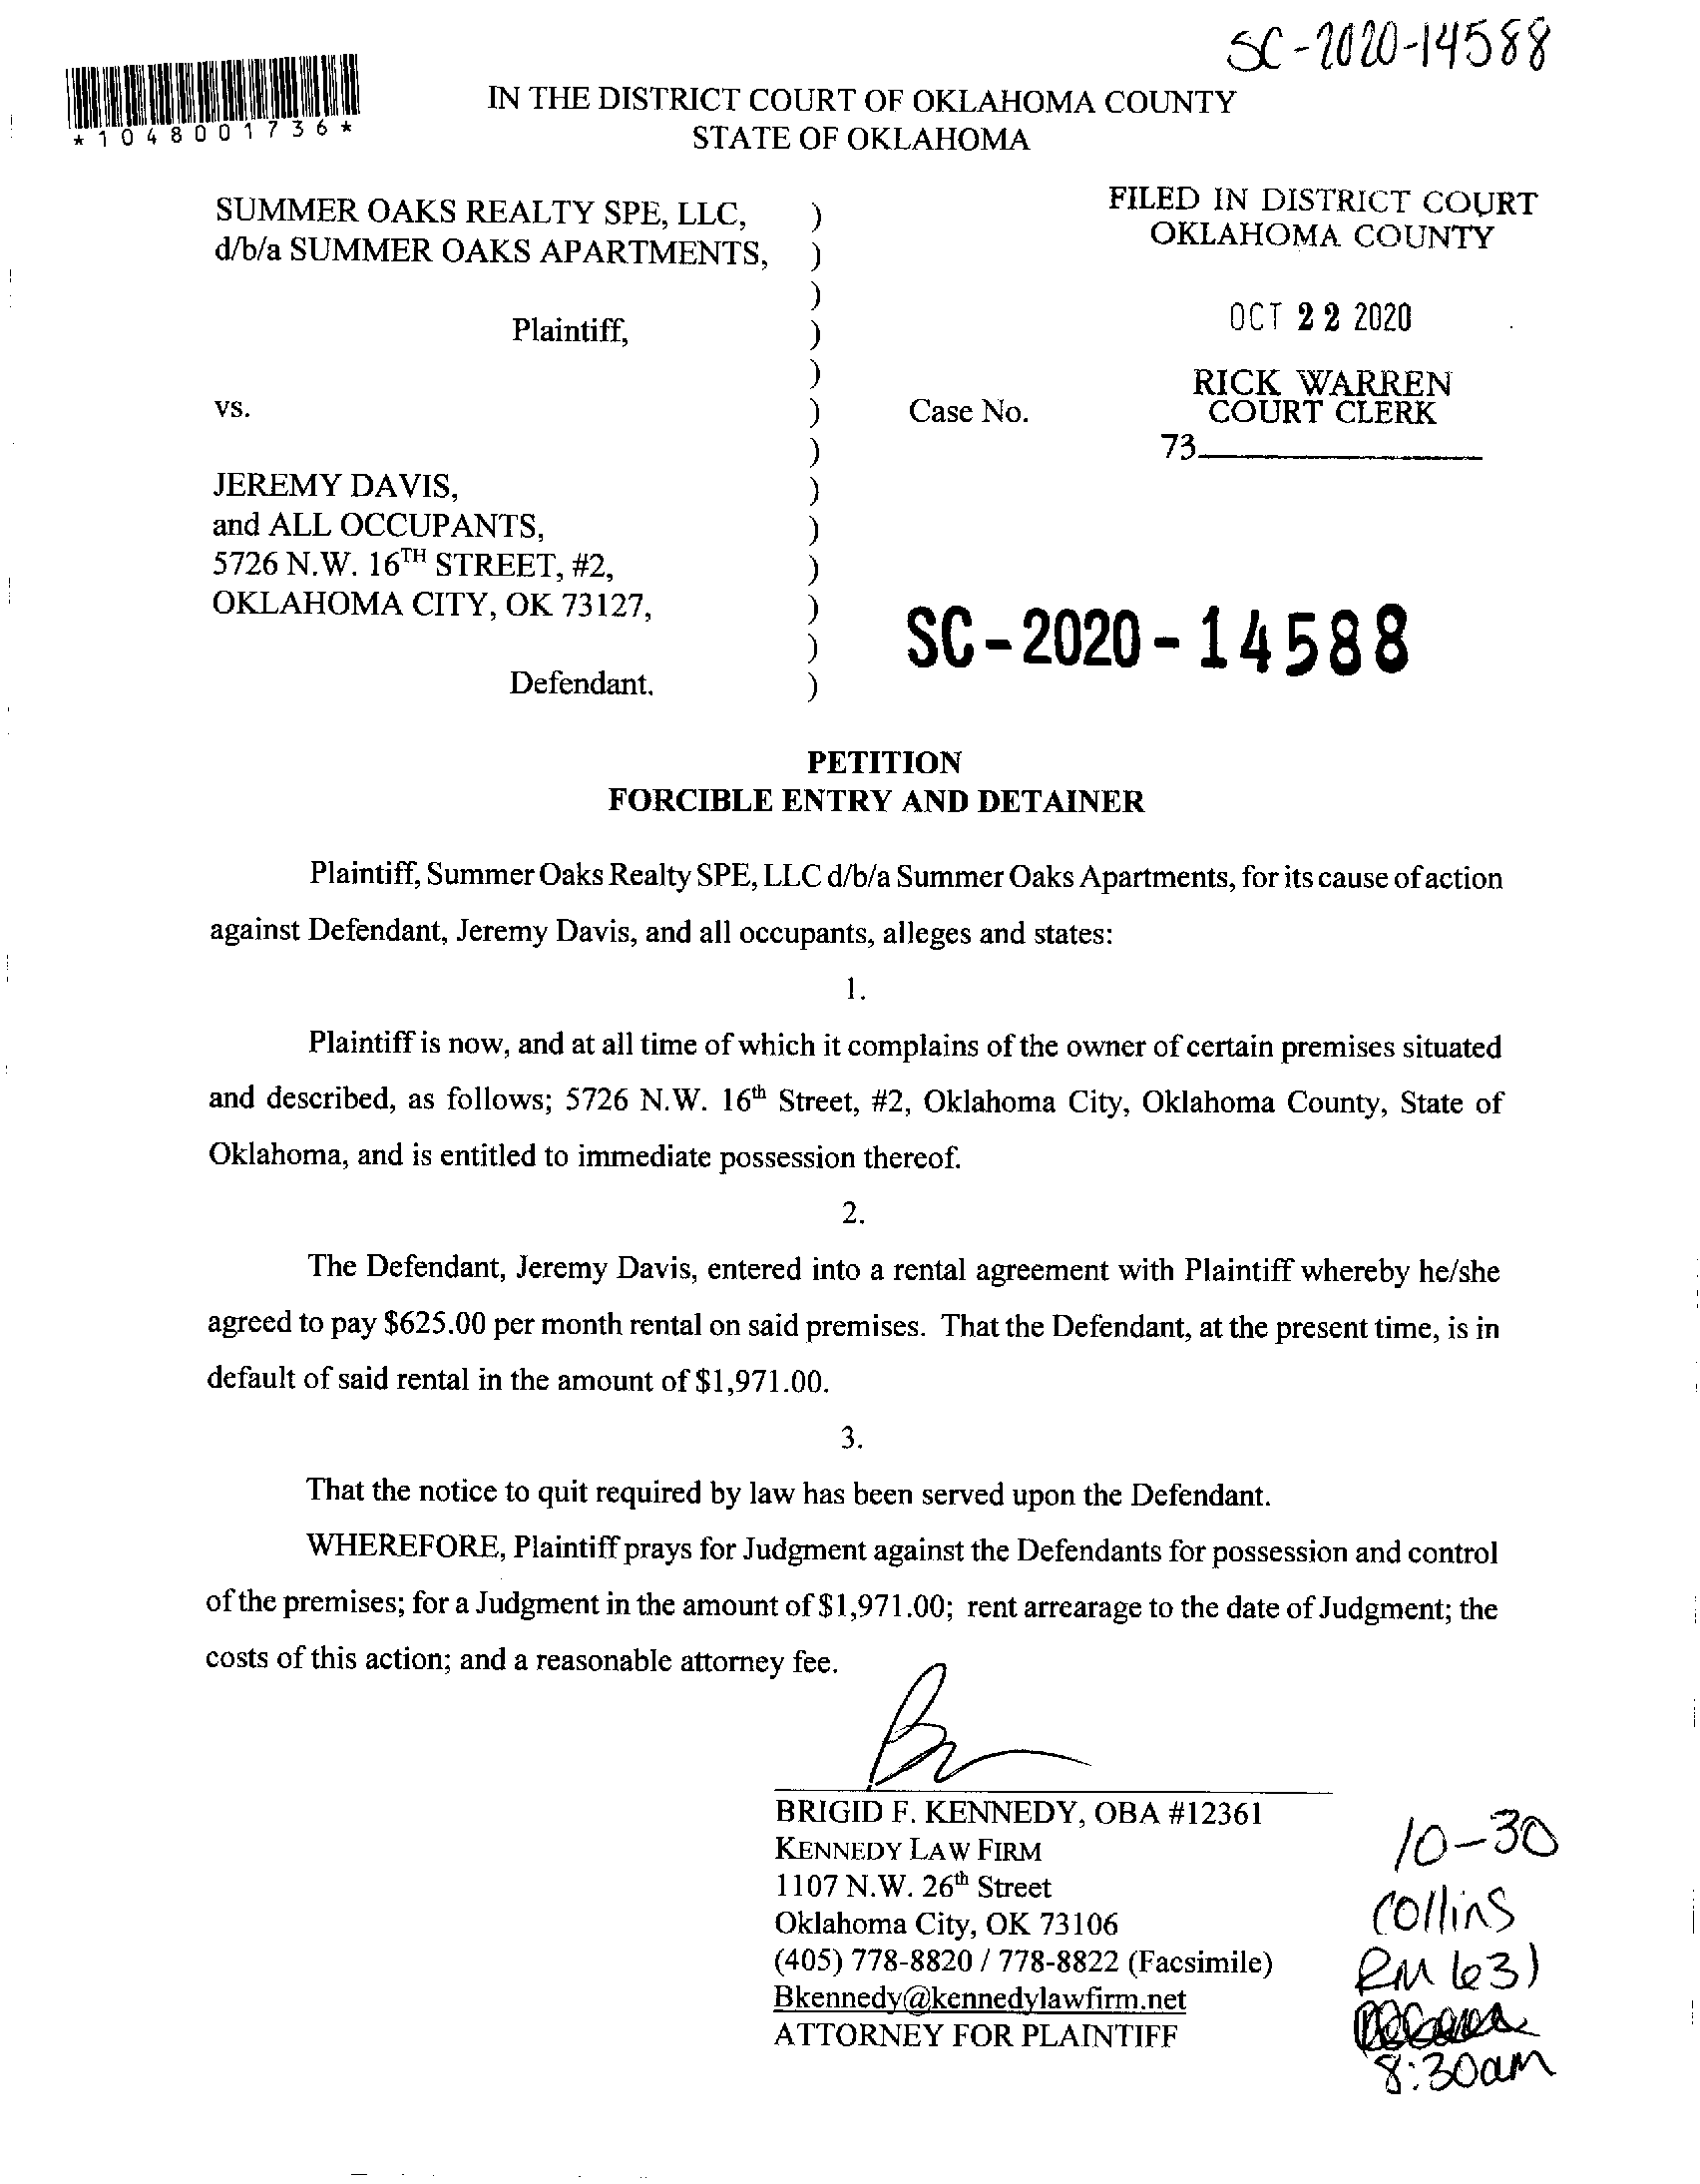 SC-2020-14588
*1048001736*
IN THE DISTRICT COURT OF OKLAHOMA COUNTY
STATE OF OKLAHOMA
FILED IN DISTRICT COURT
OKLAHOMA COUNTY
OCT 22 2020
RICK WARREN
COURT CLERK
73
SUMMER OAKS REALTY SPE, LLC, )
d/b/a SUMMER OAKS APARTMENTS, )
)
Plaintiff, )
)
vs. ) Case No.
)
JEREMY DAVIS, )
and ALL OCCUPANTS, )
5726 N.W. 16TH STREET, #2, )
OKLAHOMA CITY, OK 73127, )
) SC-2020-14588
Defendant. )
PETITION
FORCIBLE ENTRY AND DETAINER
Plaintiff, Summer Oaks Realty SPE, LLC d/b/a Summer Oaks Apartments, for its cause of action
against Defendant, Jeremy Davis, and all occupants, alleges and states:
1.
Plaintiff is now, and at all time of which it complains of the owner of certain premises situated
and described, as follows; 5726 N.W. 16th Street, #2, Oklahoma City, Oklahoma County, State of
Oklahoma, and is entitled to immediate possession thereof.
2.
The Defendant, Jeremy Davis, entered into a rental agreement with Plaintiff whereby he/she
agreed to pay $625.00 per month rental on said premises. That the Defendant, at the present time, is in
default of said rental in the amount of $1,971.00.
3.
That the notice to quit required by law has been served upon the Defendant.
WHEREFORE, Plaintiff prays for Judgment against the Defendants for possession and control
of the premises; for a Judgment in the amount of $1,971.00; rent arrearage to the date of Judgment; the
costs of this action; and a reasonable attorney fee.
BRIGID F. KENNEDY, OBA #12361
KENNEDY LAW FIRM
1107 N.W. 26th Street
Oklahoma City, OK 73106
(405) 778-8820 / 778-8822 (Facsimile)
Bkennedy@kennedylawfirm.net
ATTORNEY FOR PLAINTIFF
10-30
Collins
RM 631
8:30am